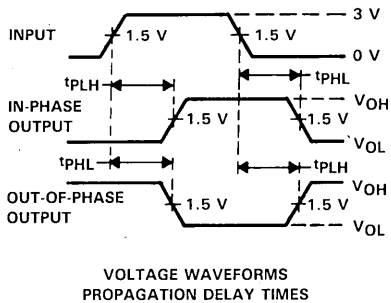 3 V
INPUT 1.5 V 1.5 V
0 V
tPLH tPHL
IN-PHASE
OUTPUT
VOH
1.5 V 1.5 V
VOL
tPHL tPLH
OUT-OF-PHASE
OUTPUT
VOH
1.5 V 1.5 V
VOL
VOLTAGE WAVEFORMS
PROPAGATION DELAY TIMES